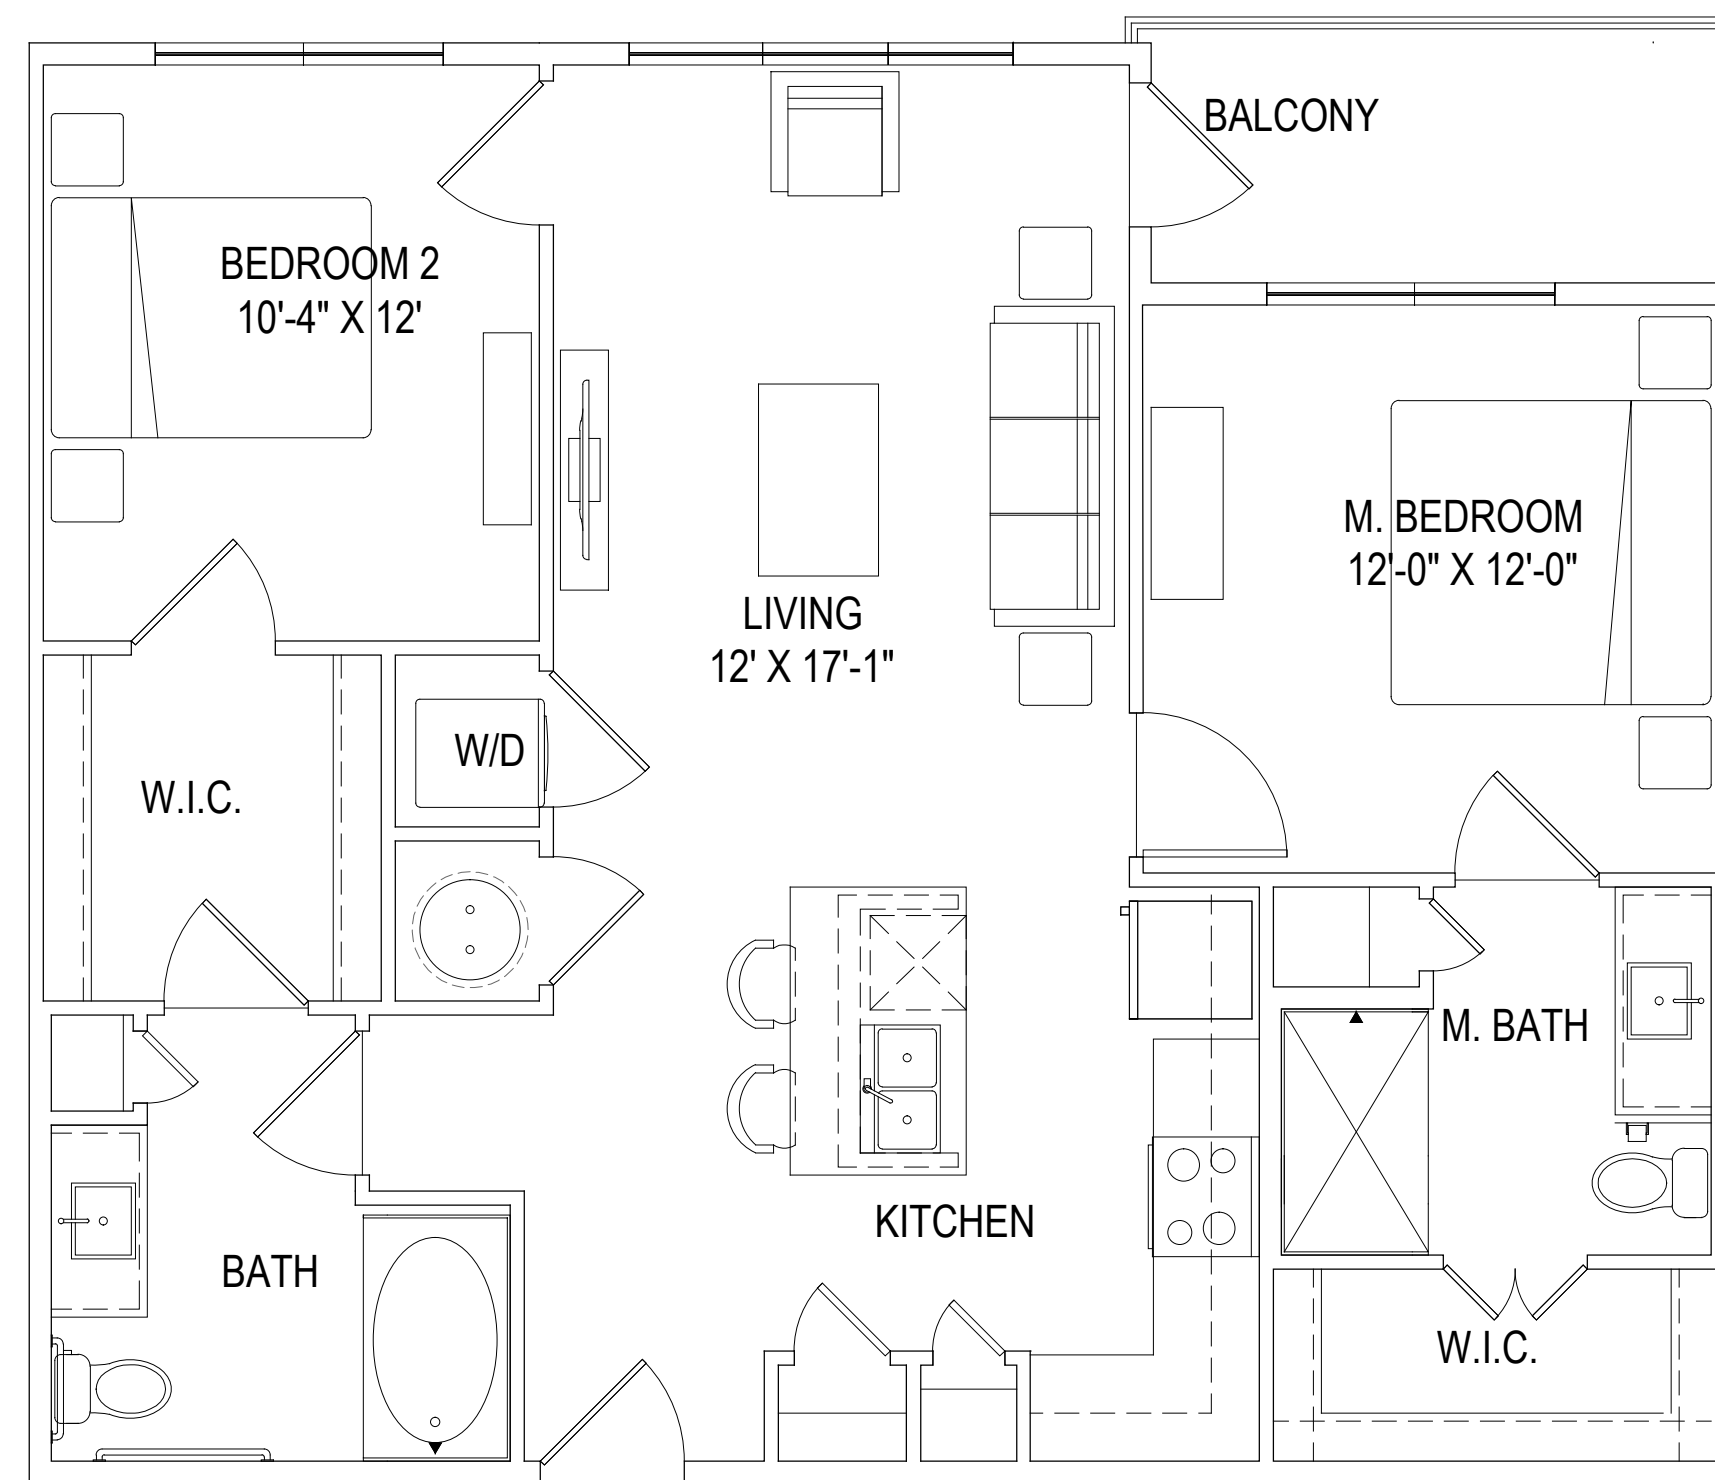 BALCONY
BEDROOM 2
10'-4" X 12'
M. BEDROOM
12'-0" X 12'-0"
LIVING
12' X 17'-1"
W/D
W.I.C.
M. BATH
KITCHEN
BATH
W.I.C.